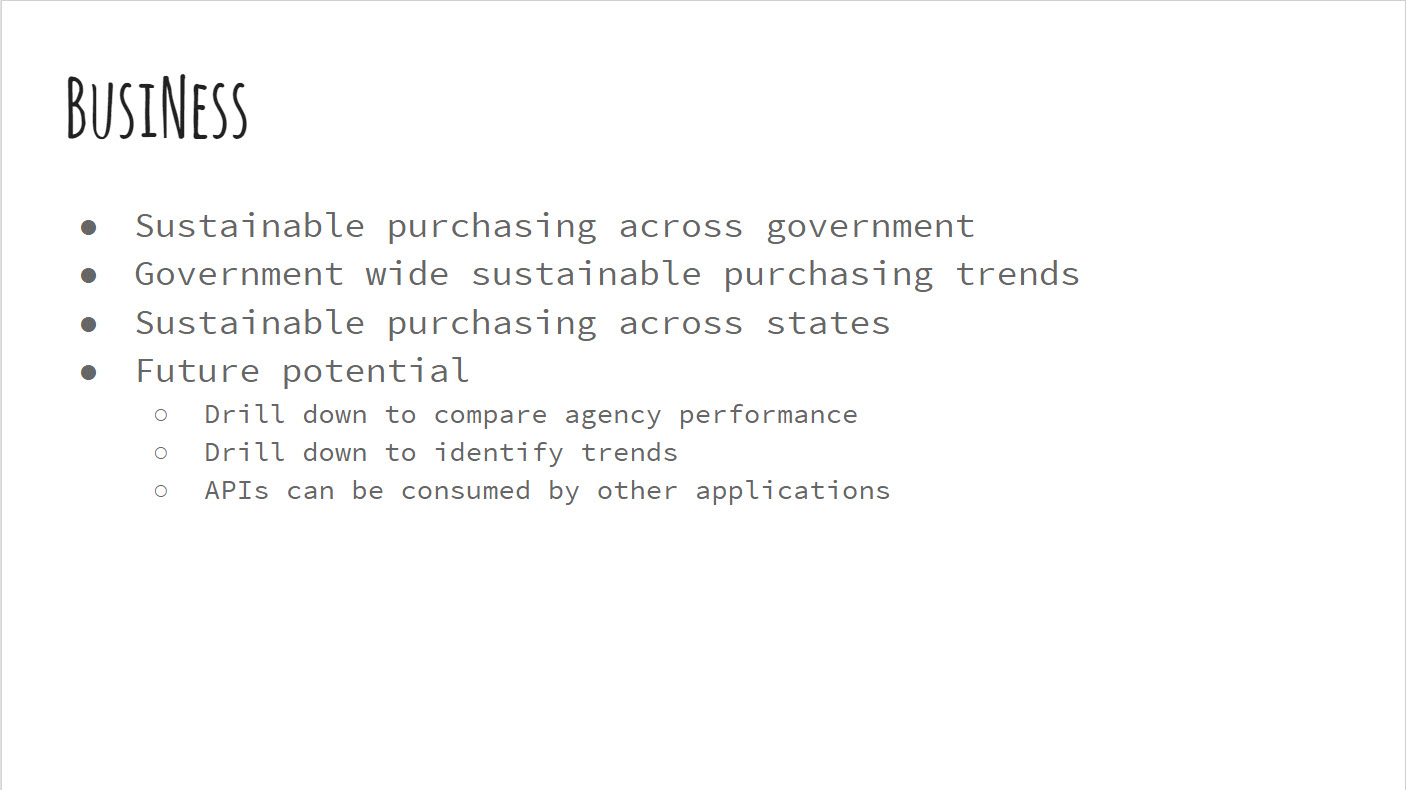 BusiNess
● Sustainable purchasing across government
● Government wide sustainable purchasing trends
● Sustainable purchasing across states
● Future potential
○ Drill down to compare agency performance
○ Drill down to identify trends
○ APIs can be consumed by other applications